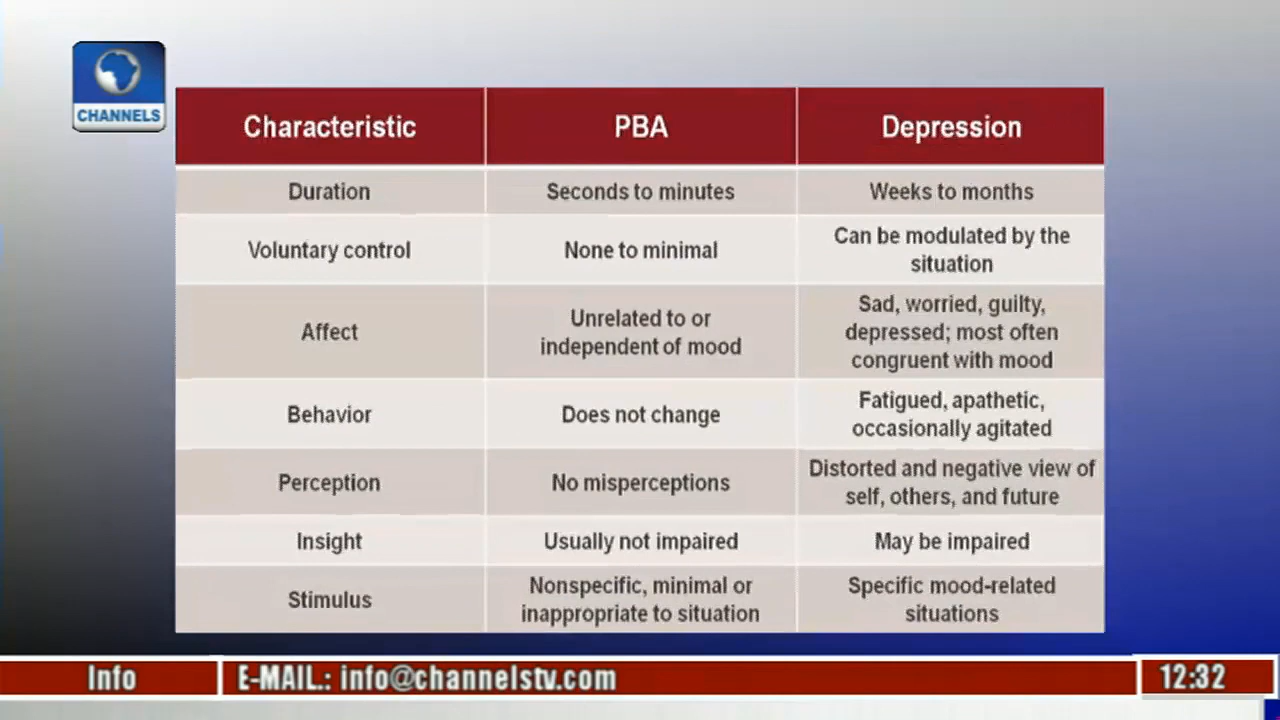 CHANNELS
Characteristic PBA Depression
Duration Seconds to minutes Weeks to months
Voluntary control None to minimal Can be modulated by the
situation
Affect Unrelated to or
independent of mood Sad, worried, guilty,
depressed; most often
congruent with mood
Behavior Does not change Fatigued, apathetic,
occasionally agitated
Perception No misperceptions Distorted and negative view of
self, others, and future
Insight Usually not impaired May be impaired
Stimulus Nonspecific, minimal or
inappropriate to situation Specific mood-related
situations
Info E-MAIL.: info@channelstv.com 12:32